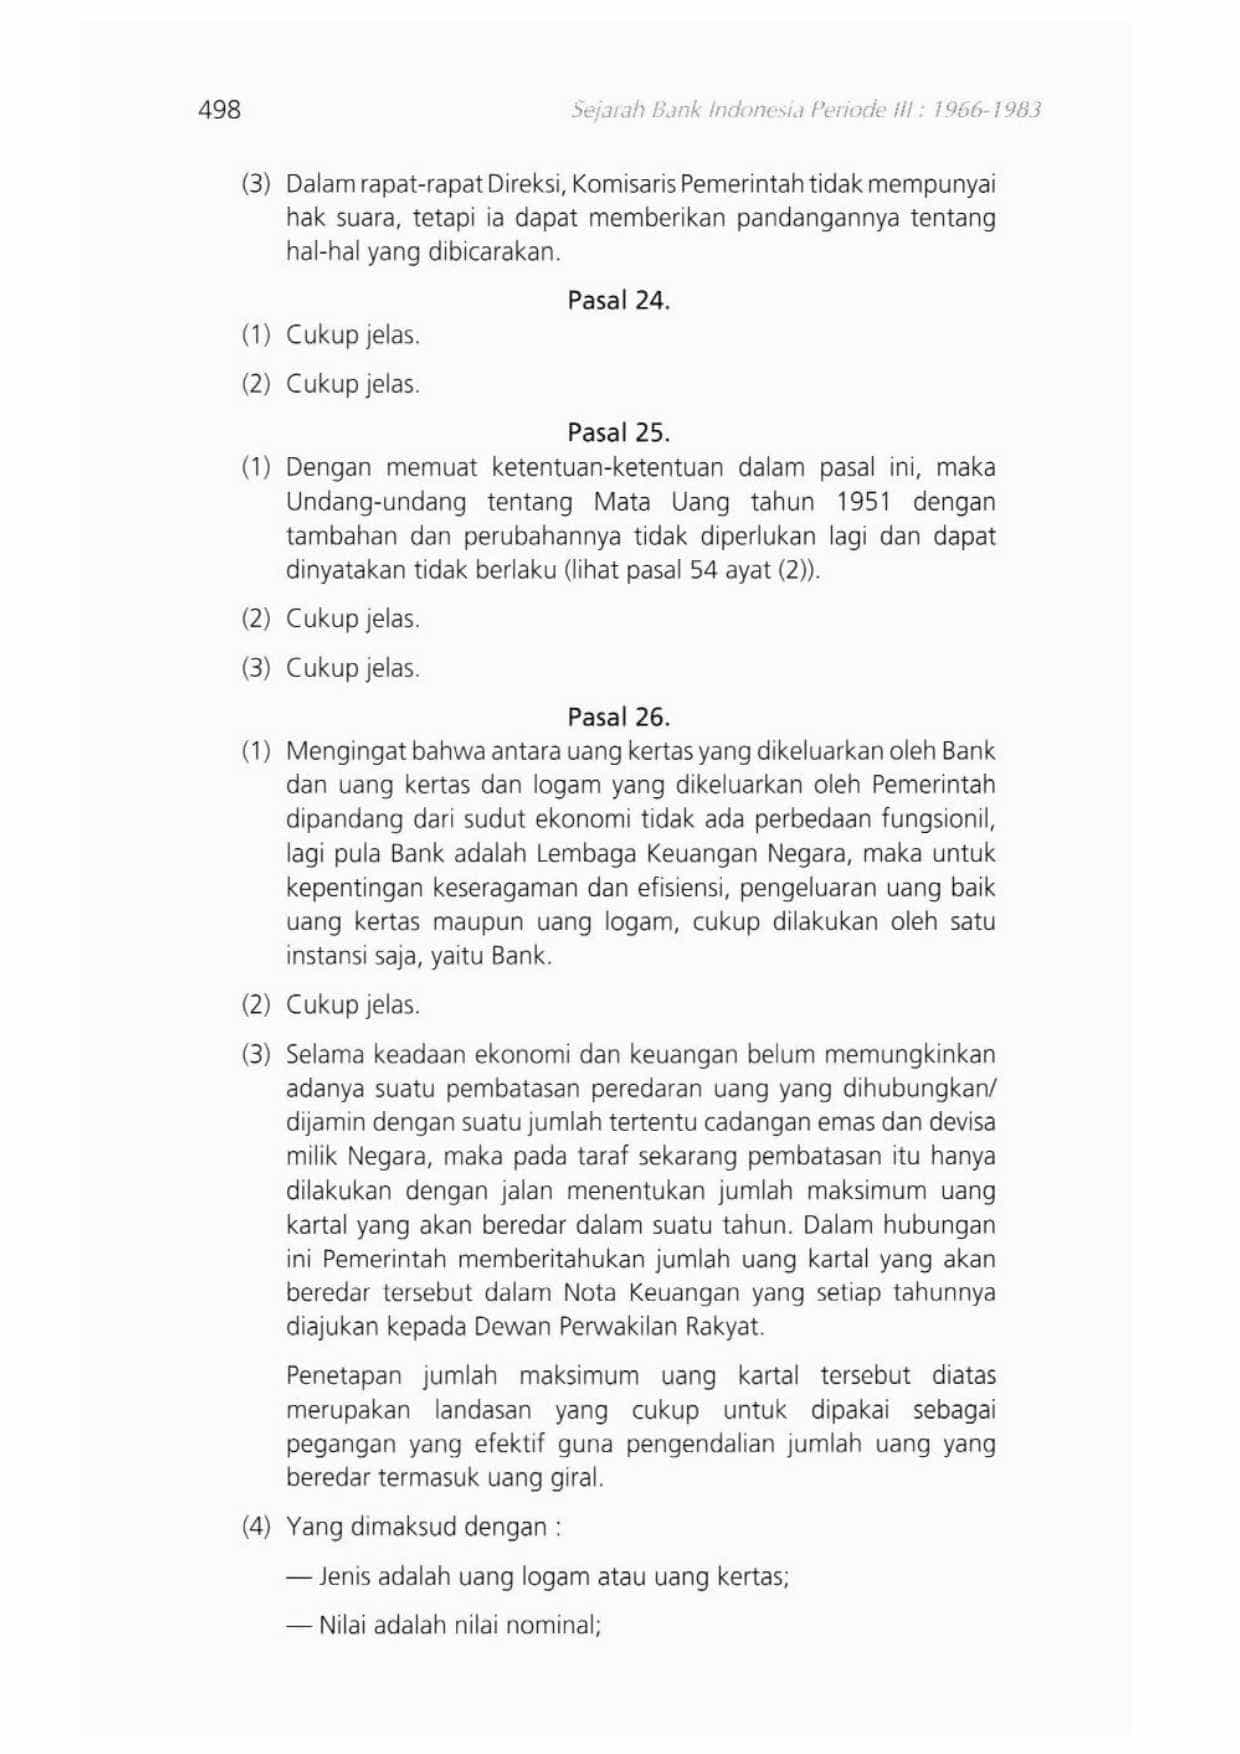 498
Sejarah Bank Indonesia Periode III : 1966-1983
(3) Dalam rapat-rapat Direksi, Komisaris Pemerintah tidak mempunyai
hak suara, tetapi ia dapat memberikan pandangannya tentang
hal-hal yang dibicarakan.
Pasal 24.
(1) Cukup jelas.
(2) Cukup jelas.
Pasal 25.
(1) Dengan memuat ketentuan-ketentuan dalam pasal ini, maka
Undang-undang tentang Mata Uang tahun 1951 dengan
tambahan dan perubahannya tidak diperlukan lagi dan dapat
dinyatakan tidak berlaku (lihat pasal 54 ayat (2)).
(2) Cukup jelas.
(3) Cukup jelas.
Pasal 26.
(1) Mengingat bahwa antara uang kertas yang dikeluarkan oleh Bank
dan uang kertas dan logam yang dikeluarkan oleh Pemerintah
dipandang dari sudut ekonomi tidak ada perbedaan fungsionil,
lagi pula Bank adalah Lembaga Keuangan Negara, maka untuk
kepentingan keseragaman dan efisiensi, pengeluaran uang baik
uang kertas maupun uang logam, cukup dilakukan oleh satu
instansi saja, yaitu Bank.
(2) Cukup jelas.
(3) Selama keadaan ekonomi dan keuangan belum memungkinkan
adanya suatu pembatasan peredaran uang yang dihubungkan/
dijamin dengan suatu jumlah tertentu cadangan emas dan devisa
milik Negara, maka pada taraf sekarang pembatasan itu hanya
dilakukan dengan jalan menentukan jumlah maksimum uang
kartal yang akan beredar dalam suatu tahun. Dalam hubungan
ini Pemerintah memberitahukan jumlah uang kartal yang akan
beredar tersebut dalam Nota Keuangan yang setiap tahunnya
diajukan kepada Dewan Perwakilan Rakyat.
Penetapan jumlah maksimum uang kartal tersebut diatas
merupakan landasan yang cukup untuk dipakai sebagai
pegangan yang efektif guna pengendalian jumlah uang yang
beredar termasuk uang giral.
(4) Yang dimaksud dengan :
— Jenis adalah uang logam atau uang kertas;
— Nilai adalah nilai nominal;